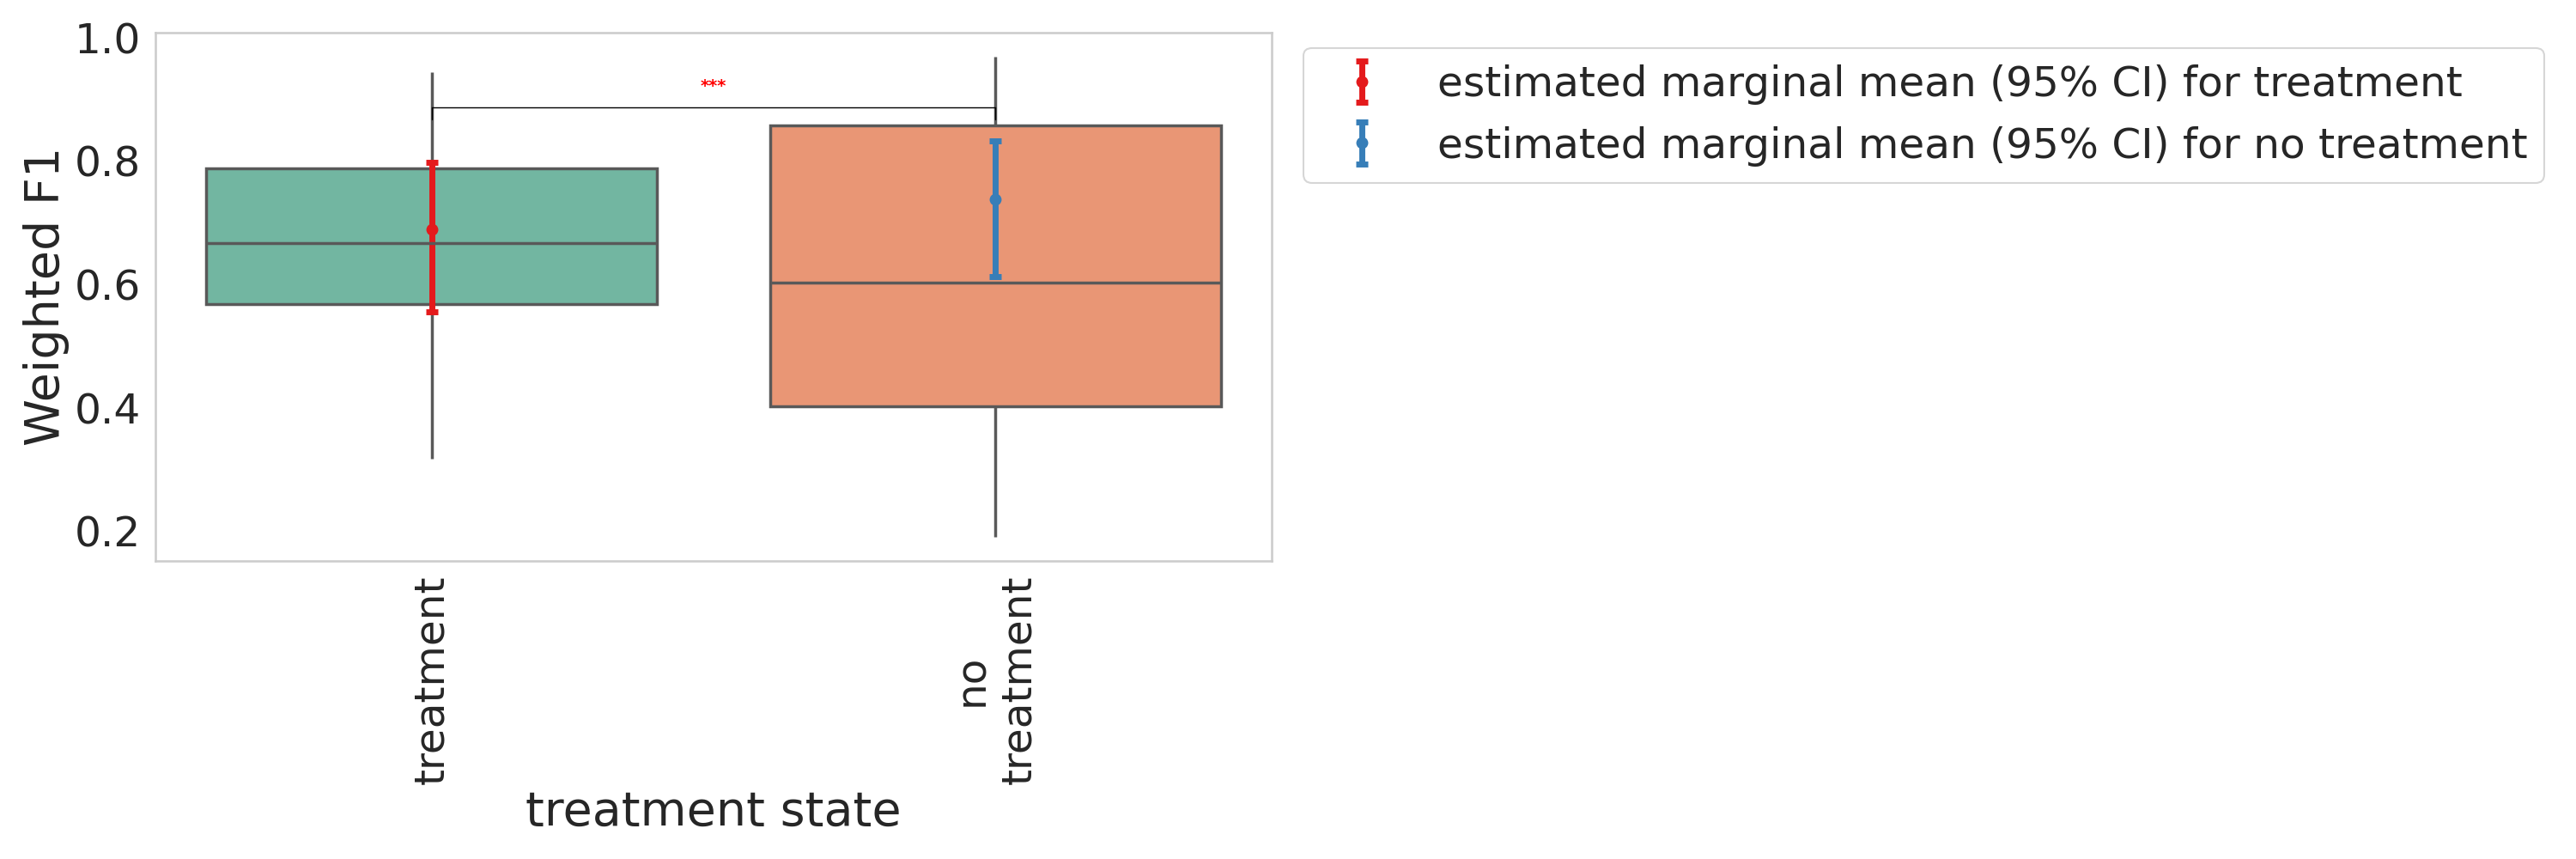 1.0
0.8
0.6
0.4
0.2
Weighted F1
***
treatment
no
treatment
treatment state
estimated marginal mean (95% CI) for treatment
estimated marginal mean (95% CI) for no treatment